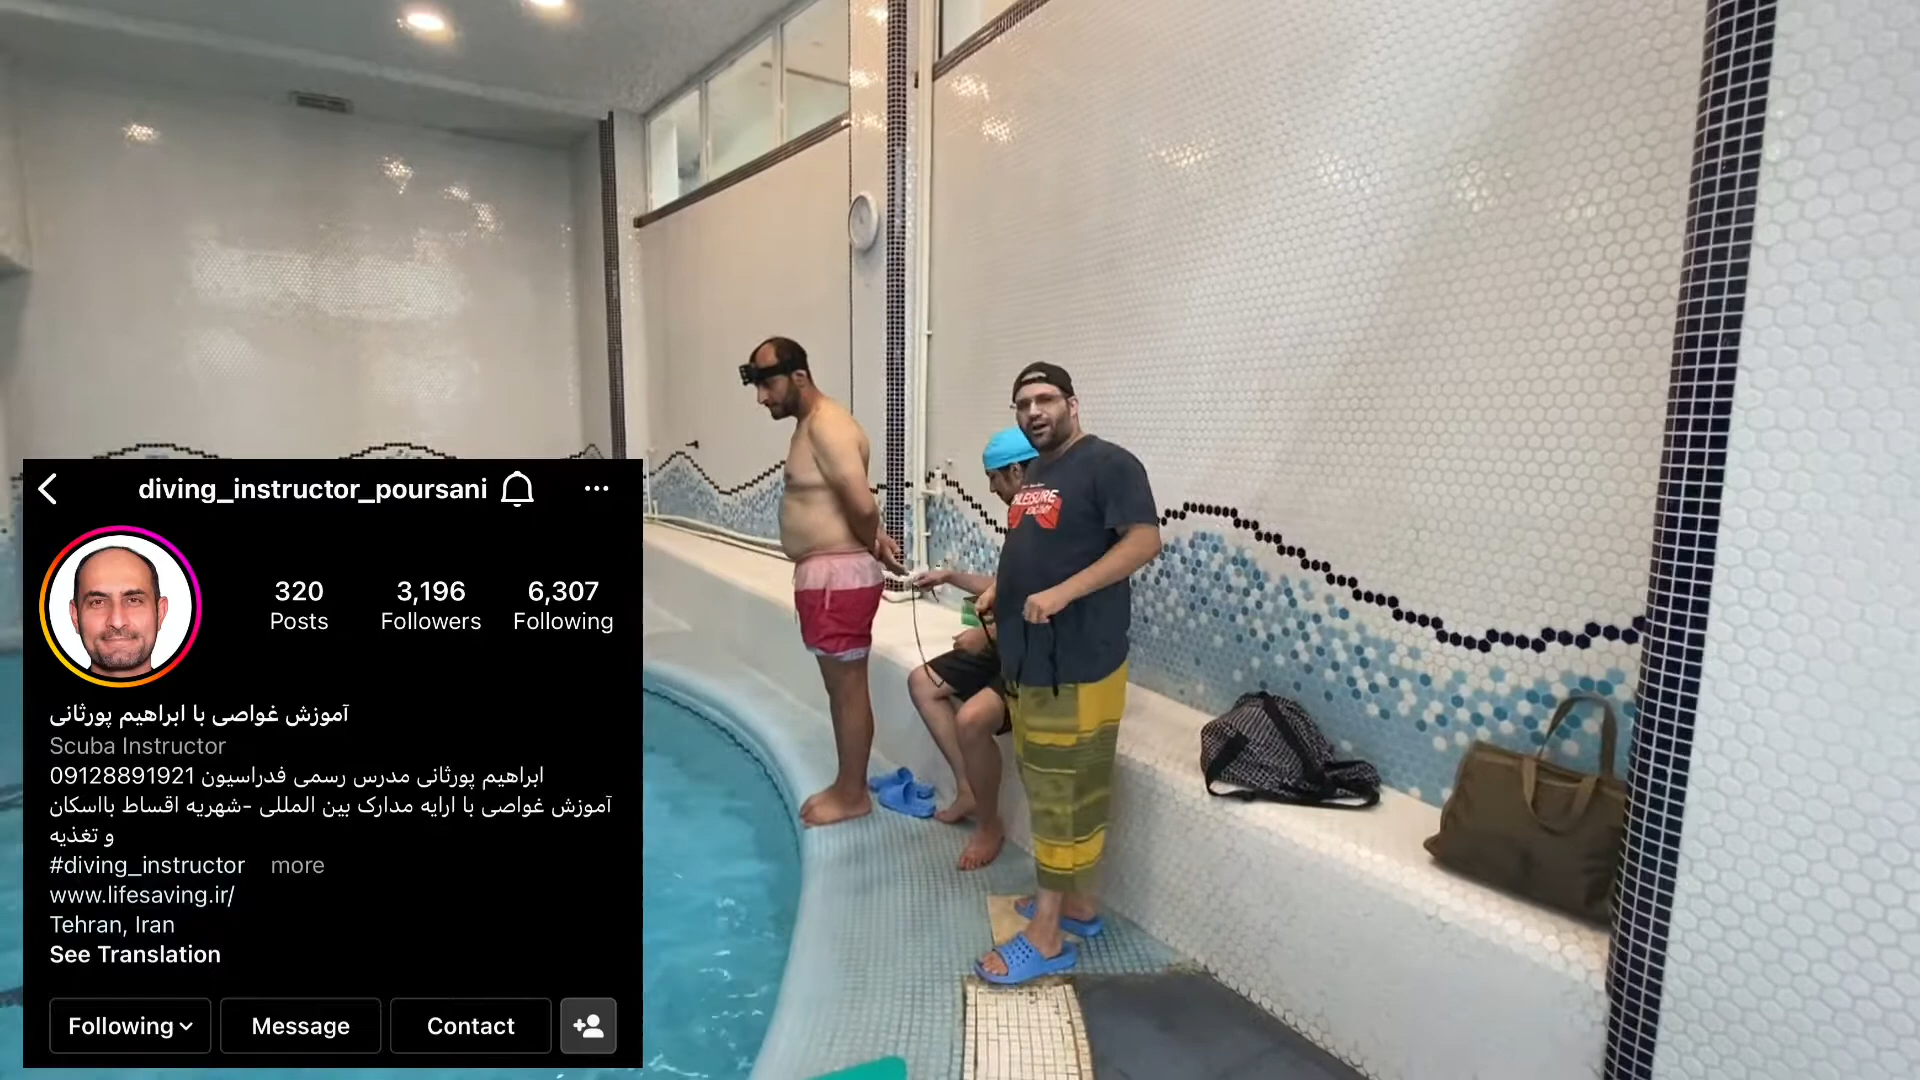 diving_instructor_poursani
320
Posts
3,196
Followers
6,307
Following
آموزش غواصی با ابراهیم پورثانی
Scuba Instructor
ابراهیم پورثانی مدرس رسمی فدراسیون 09128891921
آموزش غواصی با ارایه مدارک بین المللی -شهریه اقساط بااسکان
و تغذیه
#diving_instructor more
www.lifesaving.ir/
Tehran, Iran
See Translation
Following
Message
Contact